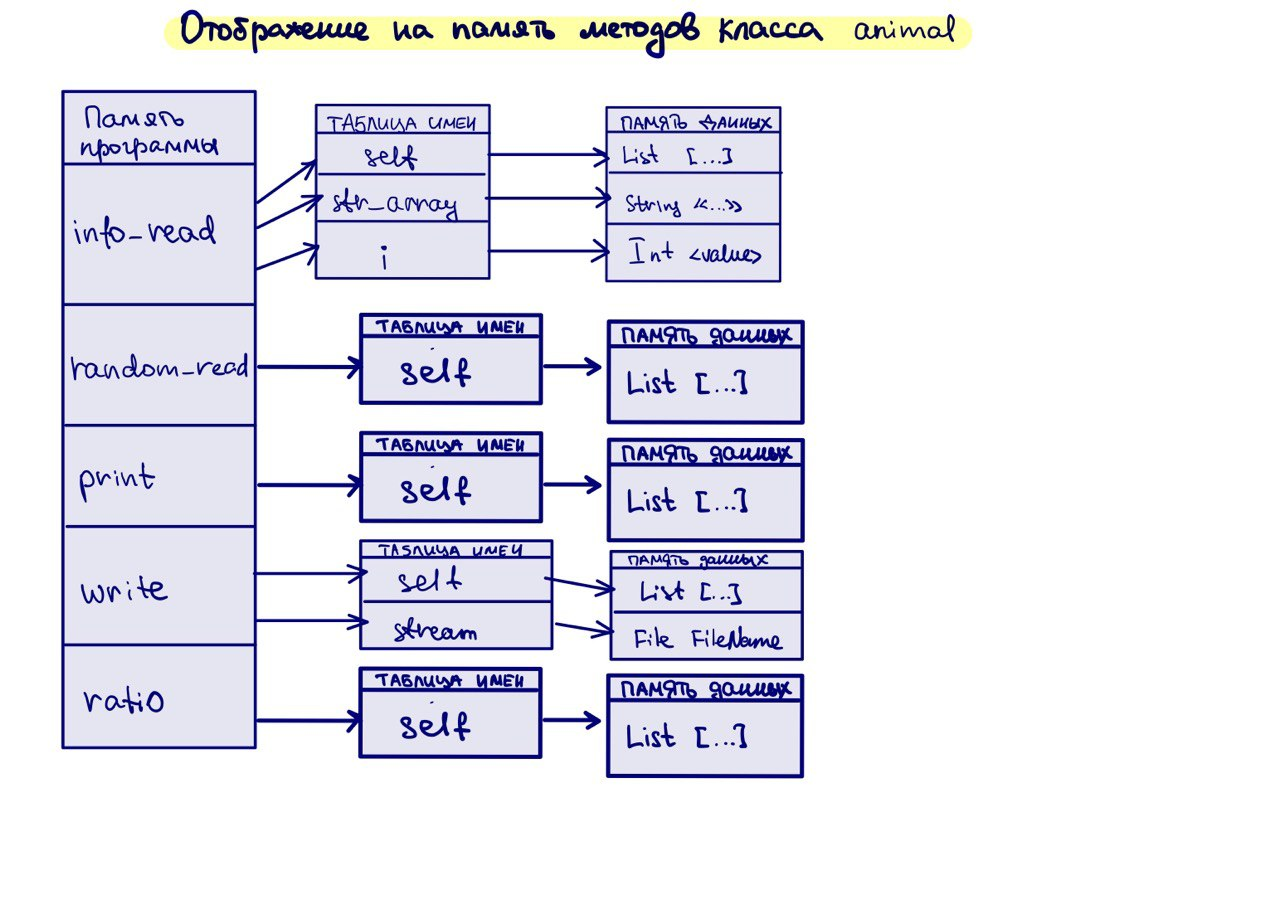 Отображение на память методов класса animal
Память
программы
info_read
random_read
print
write
ratio
ТАБЛИЦА ИМЕН
self
str_array
i
ПАМЯТЬ ДАННЫХ
List [...]
String <<...>>
Int <value>
ТАБЛИЦА ИМЕН
self
ПАМЯТЬ данных
List [...]
ТАБЛИЦА ИМЕН
self
ПАМЯТЬ данных
List [...]
ТАБЛИЦА ИМЕН
self
stream
ПАМЯТЬ данных
List [...]
File FileName
ТАБЛИЦА ИМЕН
self
ПАМЯТЬ данных
List [...]